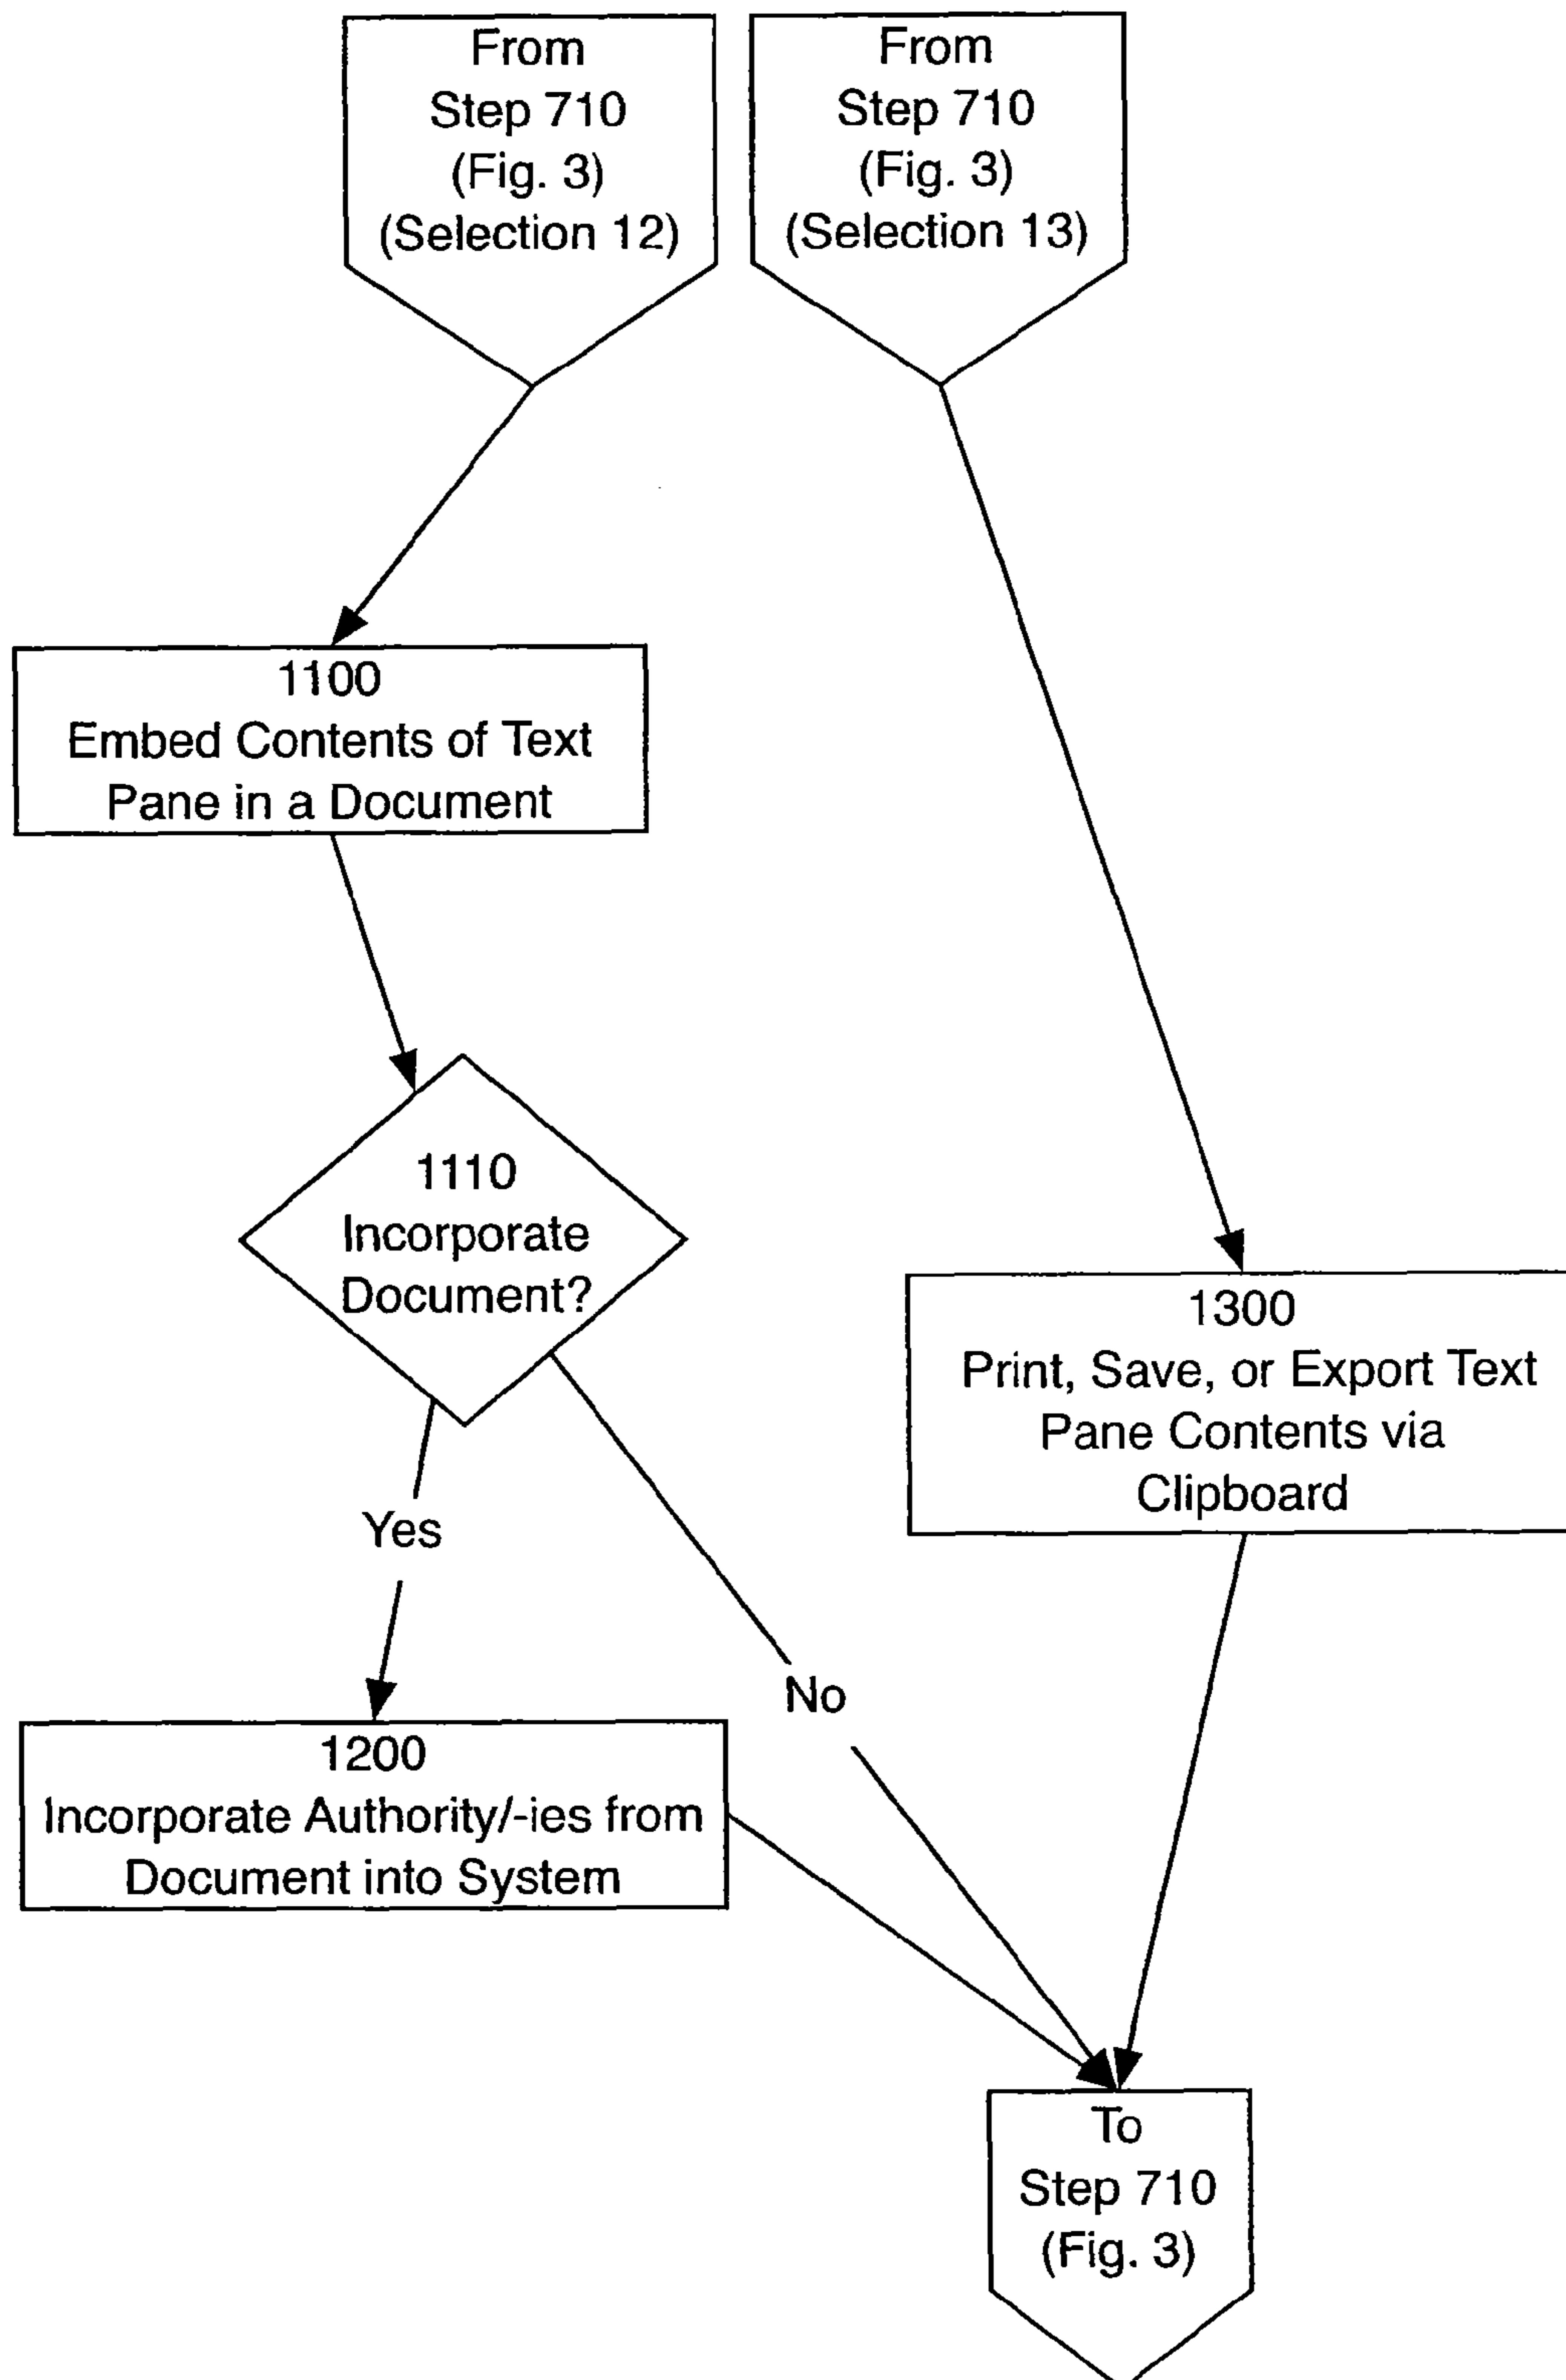 From
Step 710
(Fig. 3)
(Selection 12)
From
Step 710
(Fig. 3)
(Selection 13)
1100
Embed Contents of Text
Pane in a Document
1110
Incorporate
Document?
1300
Print, Save, or Export Text
Pane Contents via
Clipboard
Yes
No
1200
Incorporate Authority/-ies from
Document into System
To
Step 710
(Fig. 3)